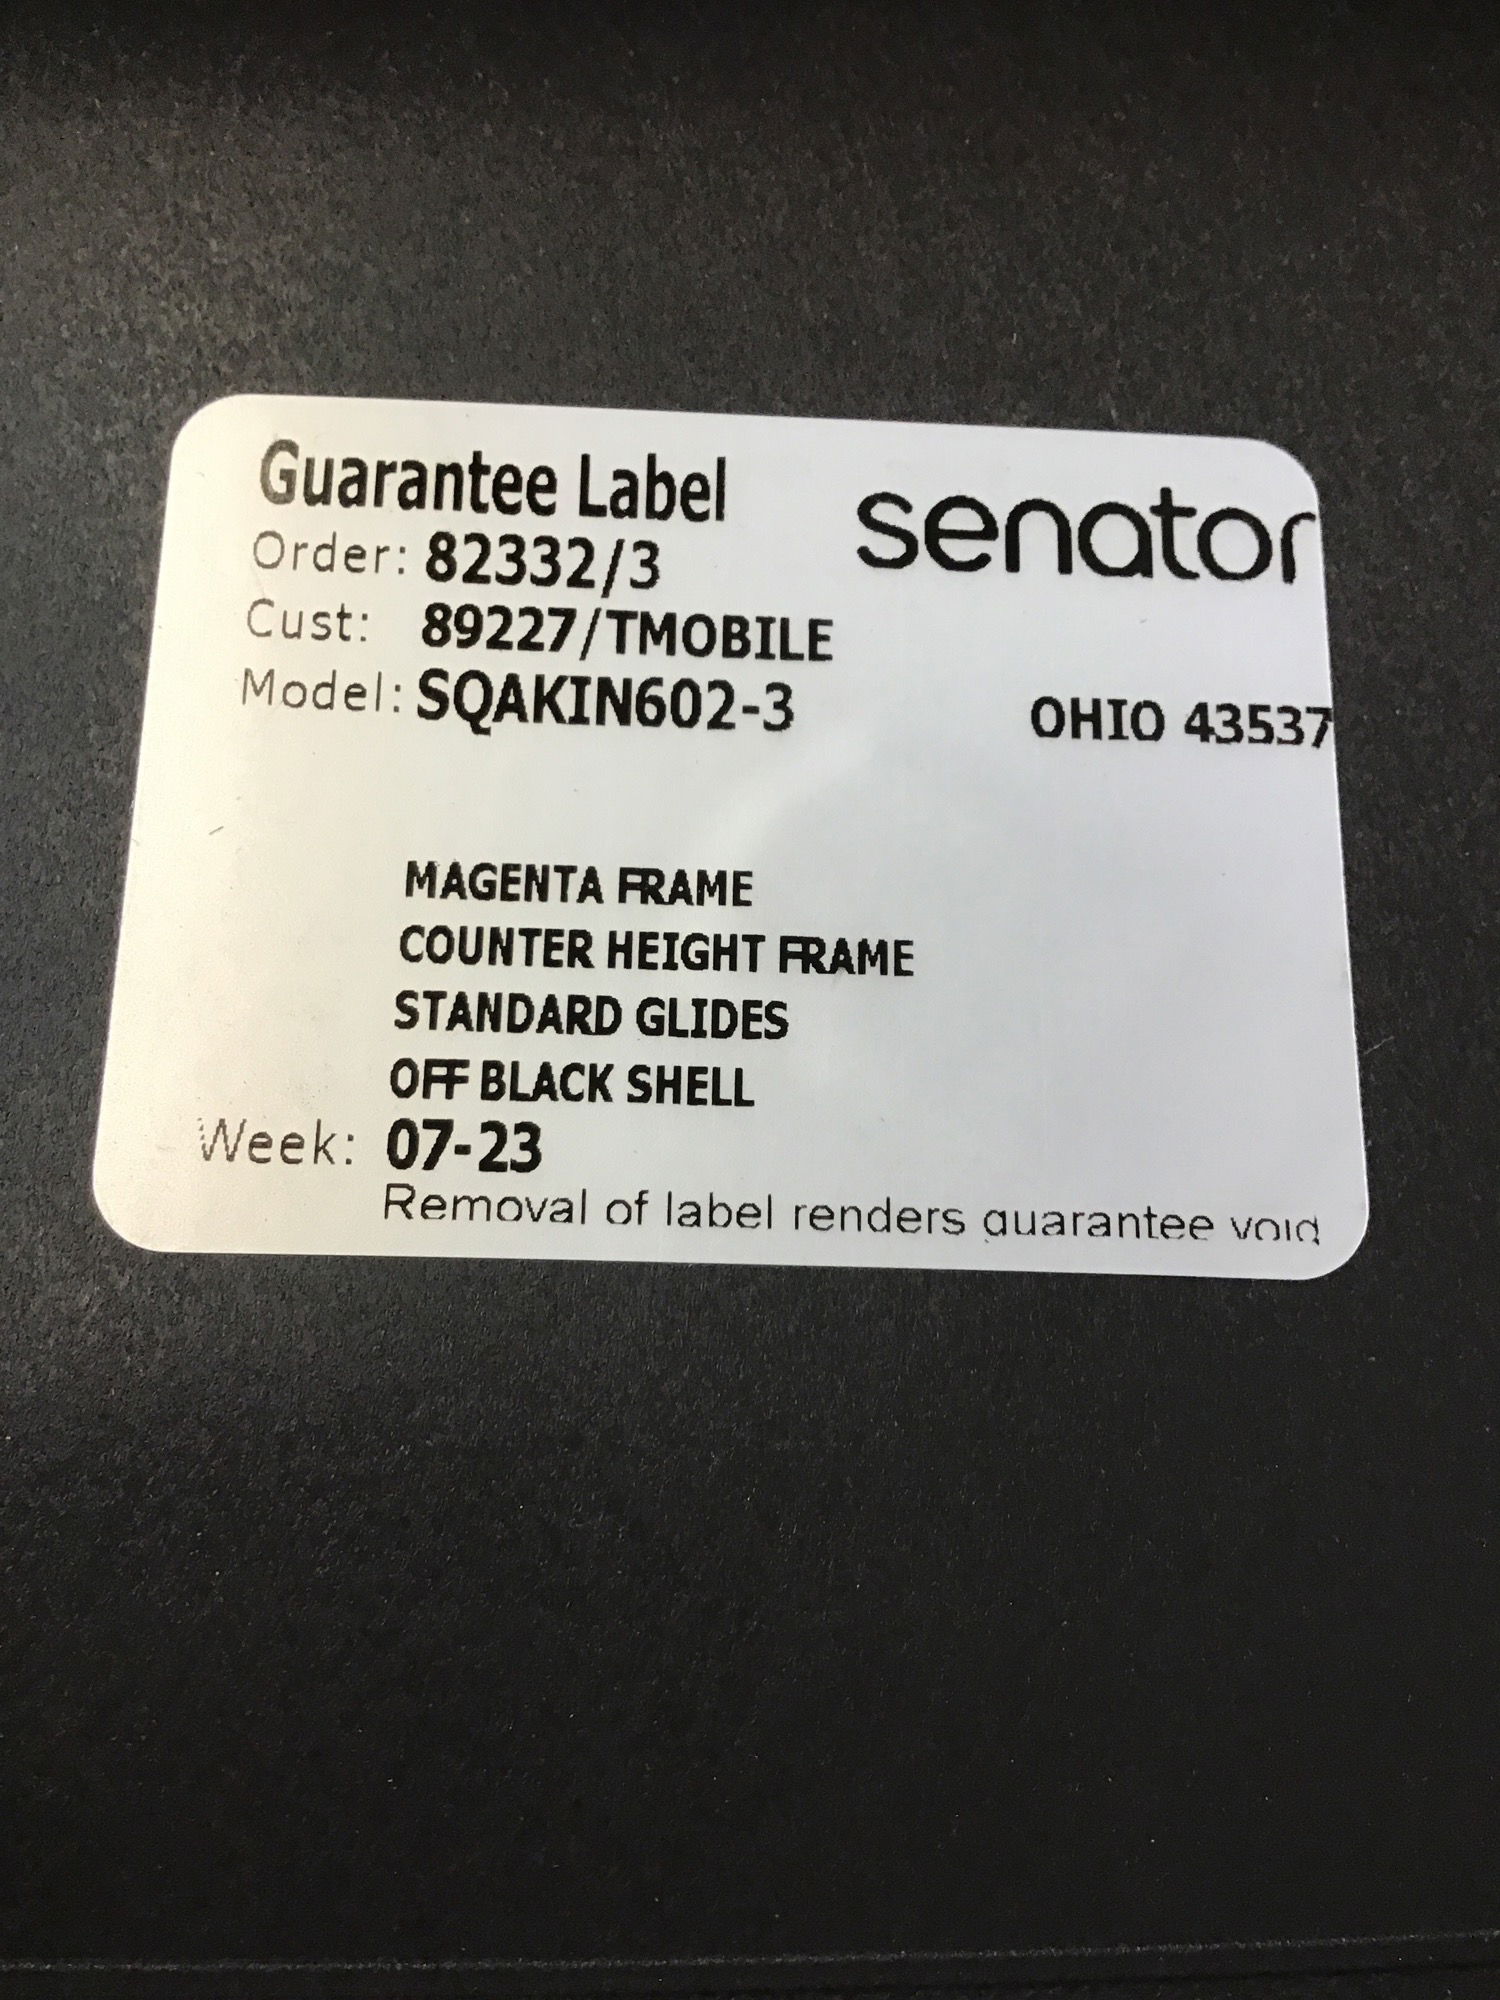 Guarantee Label
senator
Order: 82332/3
Cust: 89227/TMOBILE
Model: SQAKIN602-3
OHIO 43537
MAGENTA FRAME
COUNTER HEIGHT FRAME
STANDARD GLIDES
OFF BLACK SHELL
Week: 07-23
Removal of label renders guarantee void